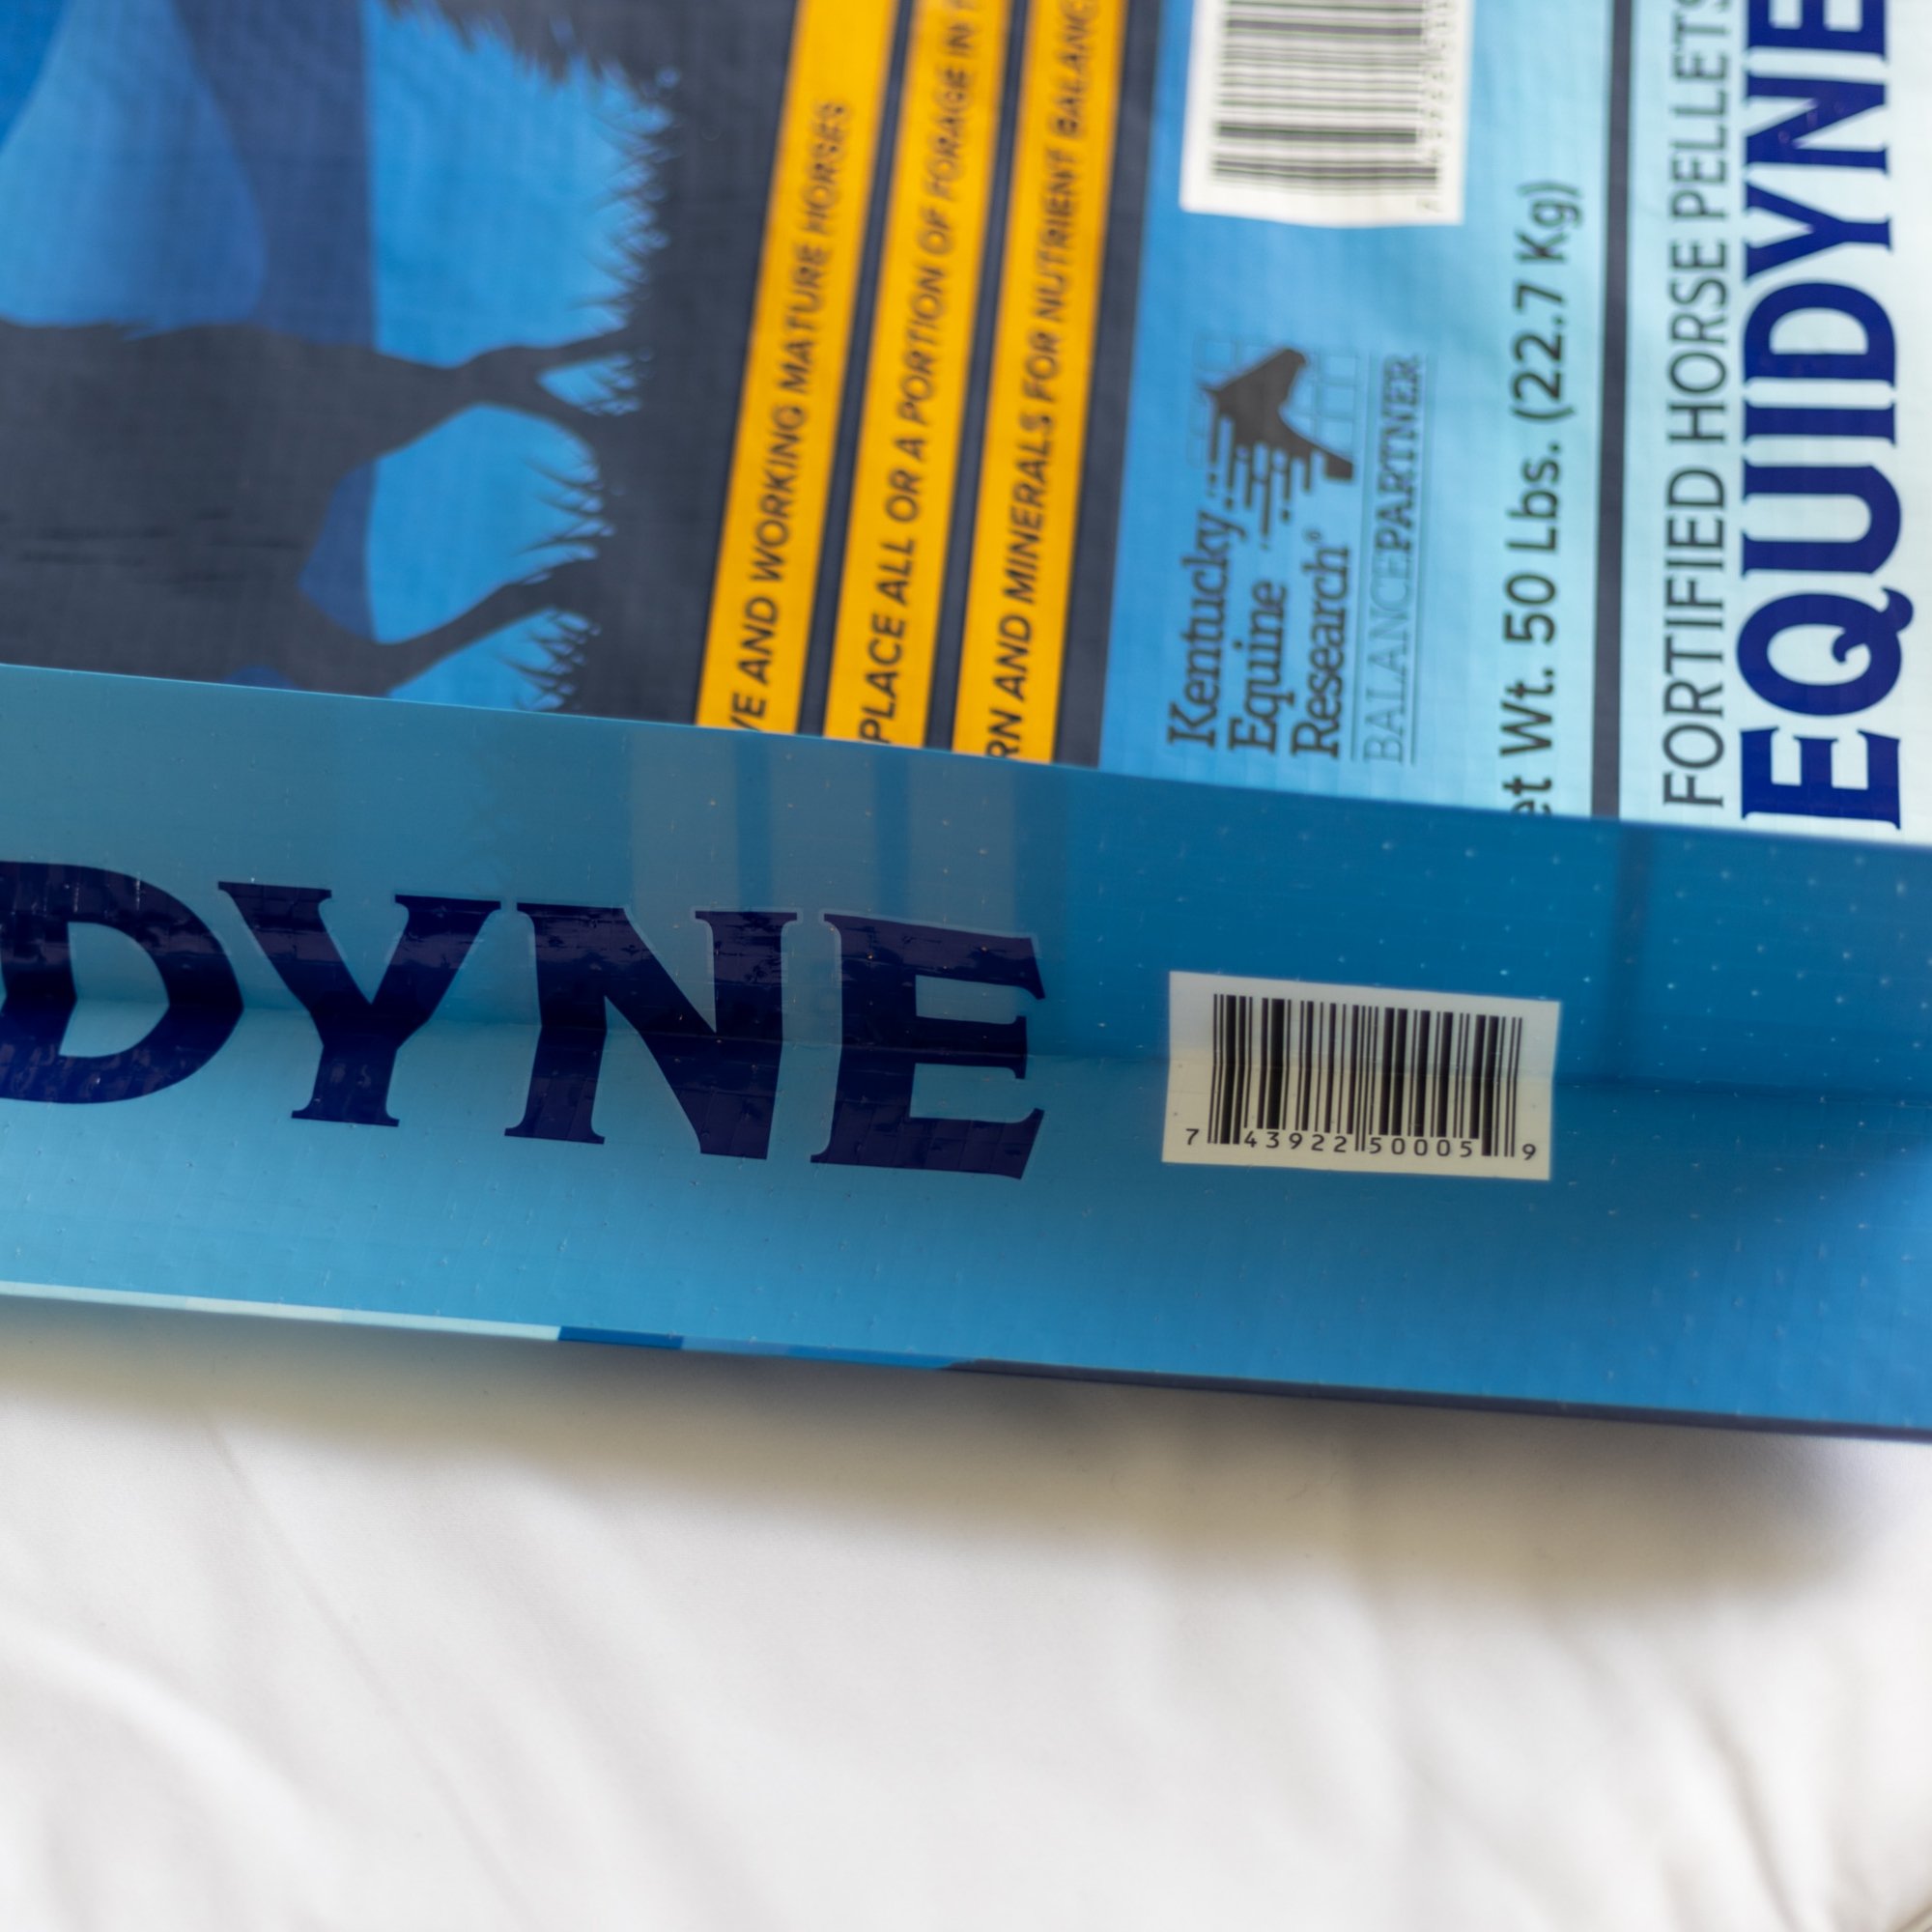 VE AND WORKING MATURE HORSES
PLACE ALL OR A PORTION OF FORAGE IN
RN AND MINERALS FOR NUTRIENT BALANC
Kentucky
Equine
Research®
BALANCEPARTNER
et Wt. 50 Lbs. (22.7 Kg)
FORTIFIED HORSE PELLETS
EQUIDYNE
DYNE
7 43922 50005 9